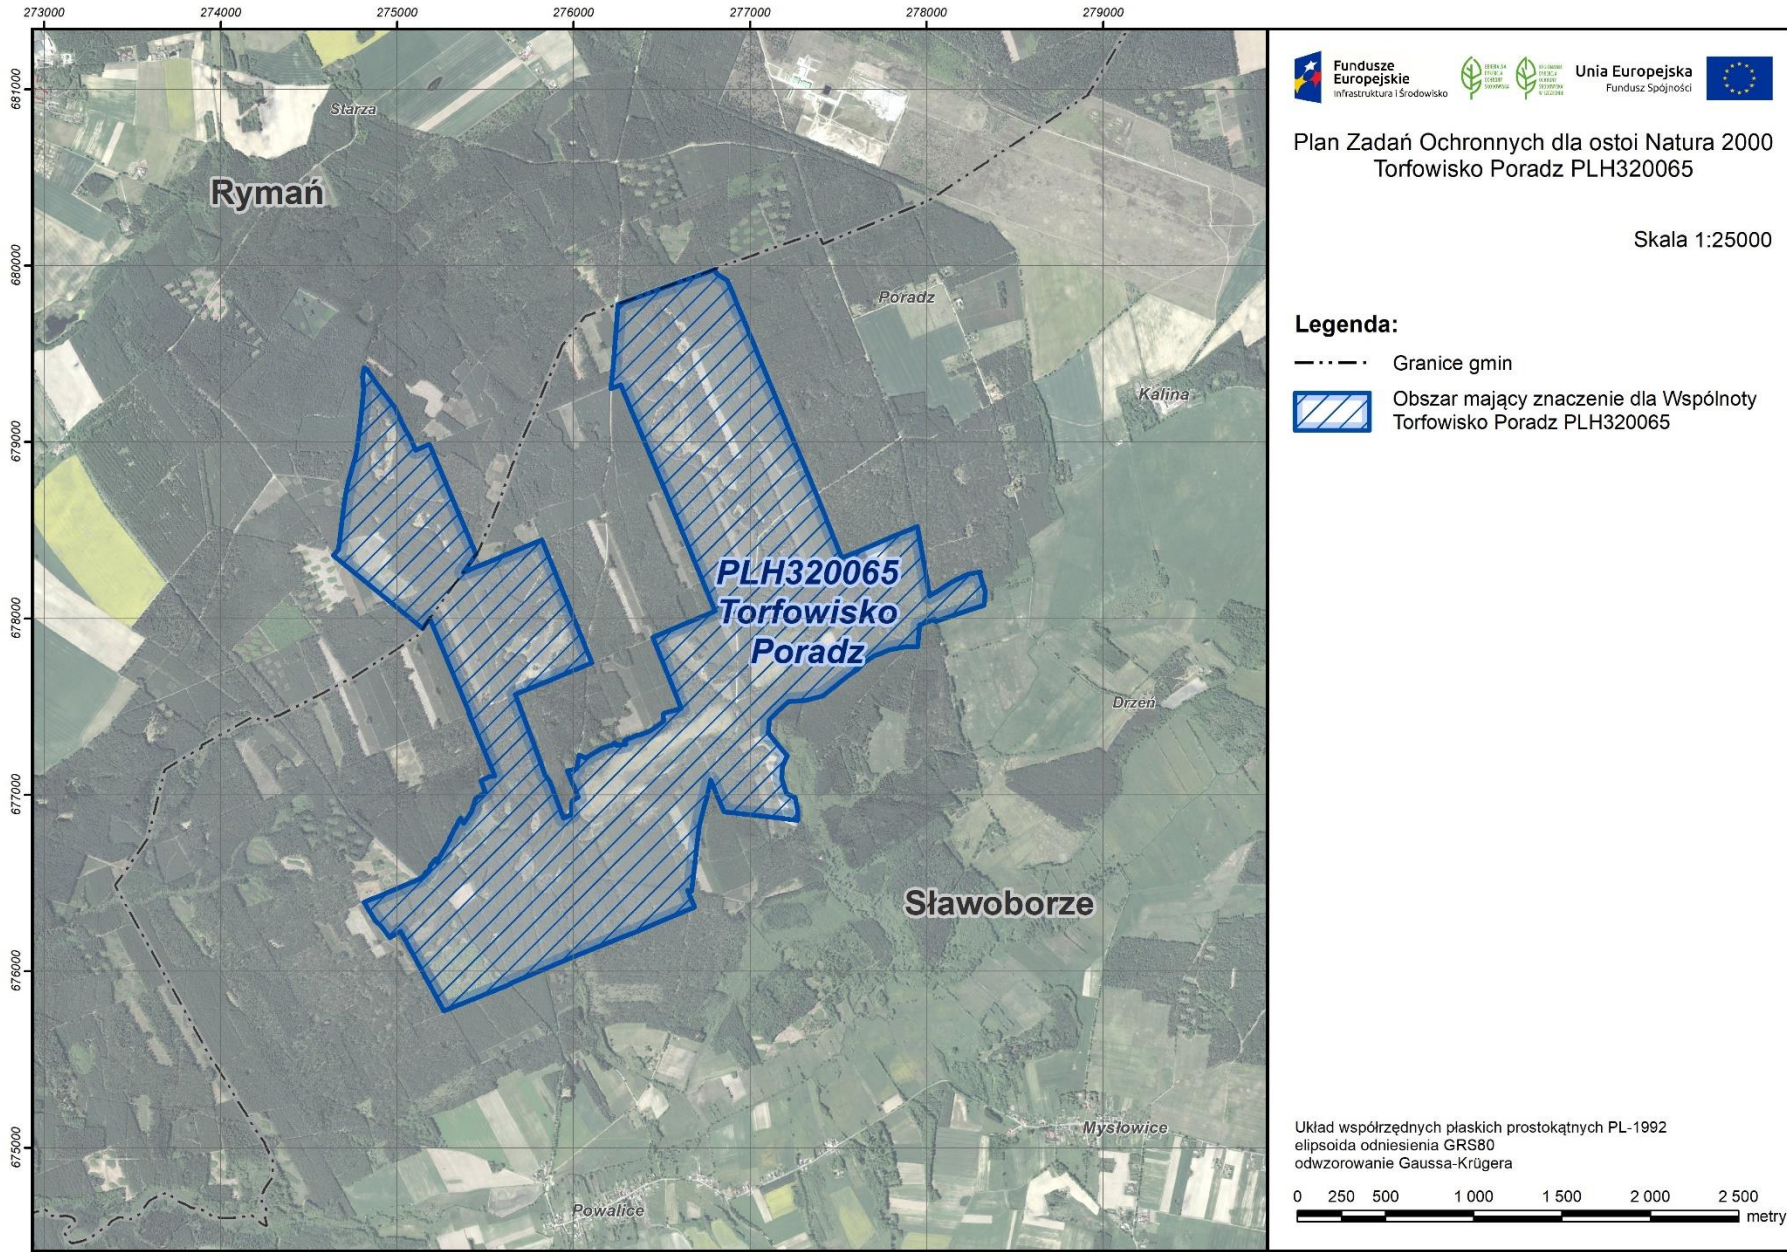 273000
274000
275000
276000
277000
278000
279000
681000
680000
679000
678000
677000
676000
675000
Starza
Rymań
Poradz
Kalina
PLH320065
Torfowisko
Poradz
Drzeń
Sławoborze
Mysłowice
Powalice
Fundusze
Europejskie
Infrastruktura i Środowisko
Unia Europejska
Fundusz Spójności
Plan Zadań Ochronnych dla ostoi Natura 2000
Torfowisko Poradz PLH320065
Skala 1:25000
Legenda:
Granice gmin
Obszar mający znaczenie dla Wspólnoty
Torfowisko Poradz PLH320065
Układ współrzędnych płaskich prostokątnych PL-1992
elipsoida odniesienia GRS80
odwzorowanie Gaussa-Krügera
0 250 500 1 000 1 500 2 000 2 500
metry